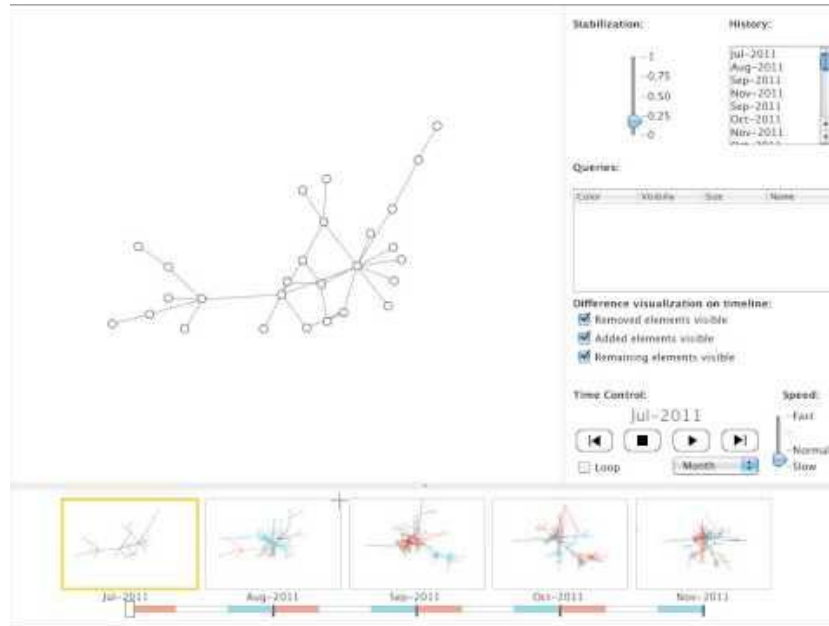 Stabilization:
History:
1
0.75
0.50
0.25
0
Jul-2011
Aug-2011
Sep-2011
Nov-2011
Sep-2011
Oct-2011
Nov-2011
Queries:
Color Visibility Size Name
Difference visualization on timeline:
Removed elements visible
Added elements visible
Remaining elements visible
Time Control:
Speed:
Jul-2011
Fast
Normal
Slow
Loop
Month
Jul-2011 Aug-2011 Sep-2011 Oct-2011 Nov-2011